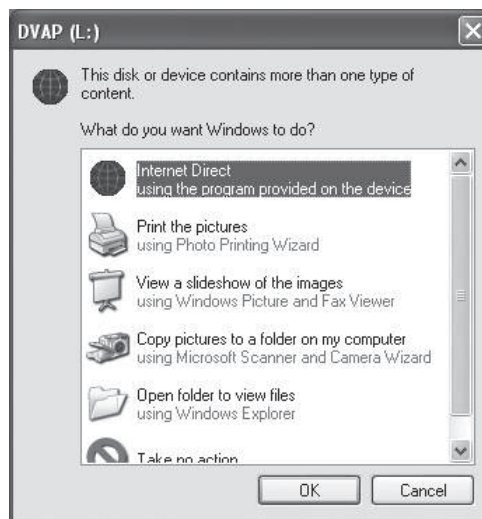 DVAP (L:)
This disk or device contains more than one type of
content.
What do you want Windows to do?
Internet Direct
using the program provided on the device
Print the pictures
using Photo Printing Wizard
View a slideshow of the images
using Windows Picture and Fax Viewer
Copy pictures to a folder on my computer
using Microsoft Scanner and Camera Wizard
Open folder to view files
using Windows Explorer
Take no action
OK
Cancel